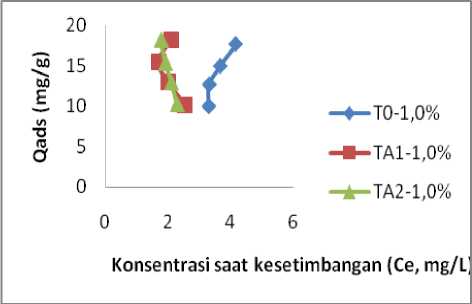 20
15
10
5
0
Qads (mg/g)
0 2 4 6
Konsentrasi saat kesetimbangan (Ce, mg/L)
T0-1,0%
TA1-1,0%
TA2-1,0%